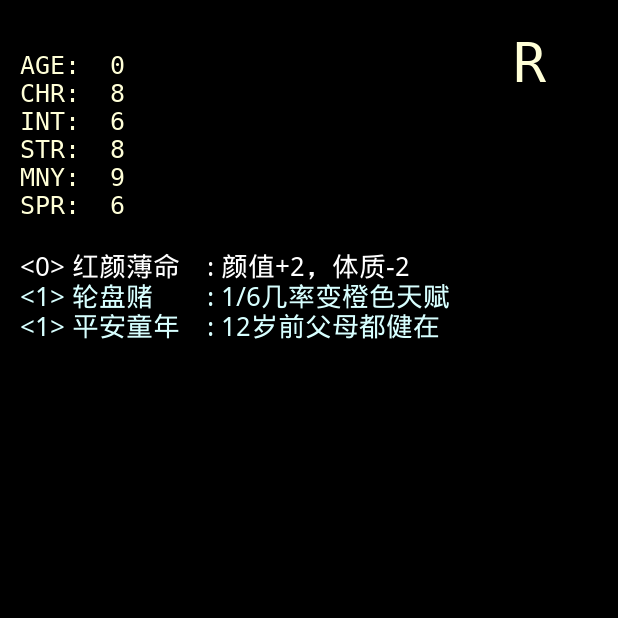 R
AGE: 0
CHR: 8
INT: 6
STR: 8
MNY: 9
SPR: 6
<0> 红颜薄命 : 颜值+2，体质-2
<1> 轮盘赌 : 1/6几率变橙色天赋
<1> 平安童年 : 12岁前父母都健在